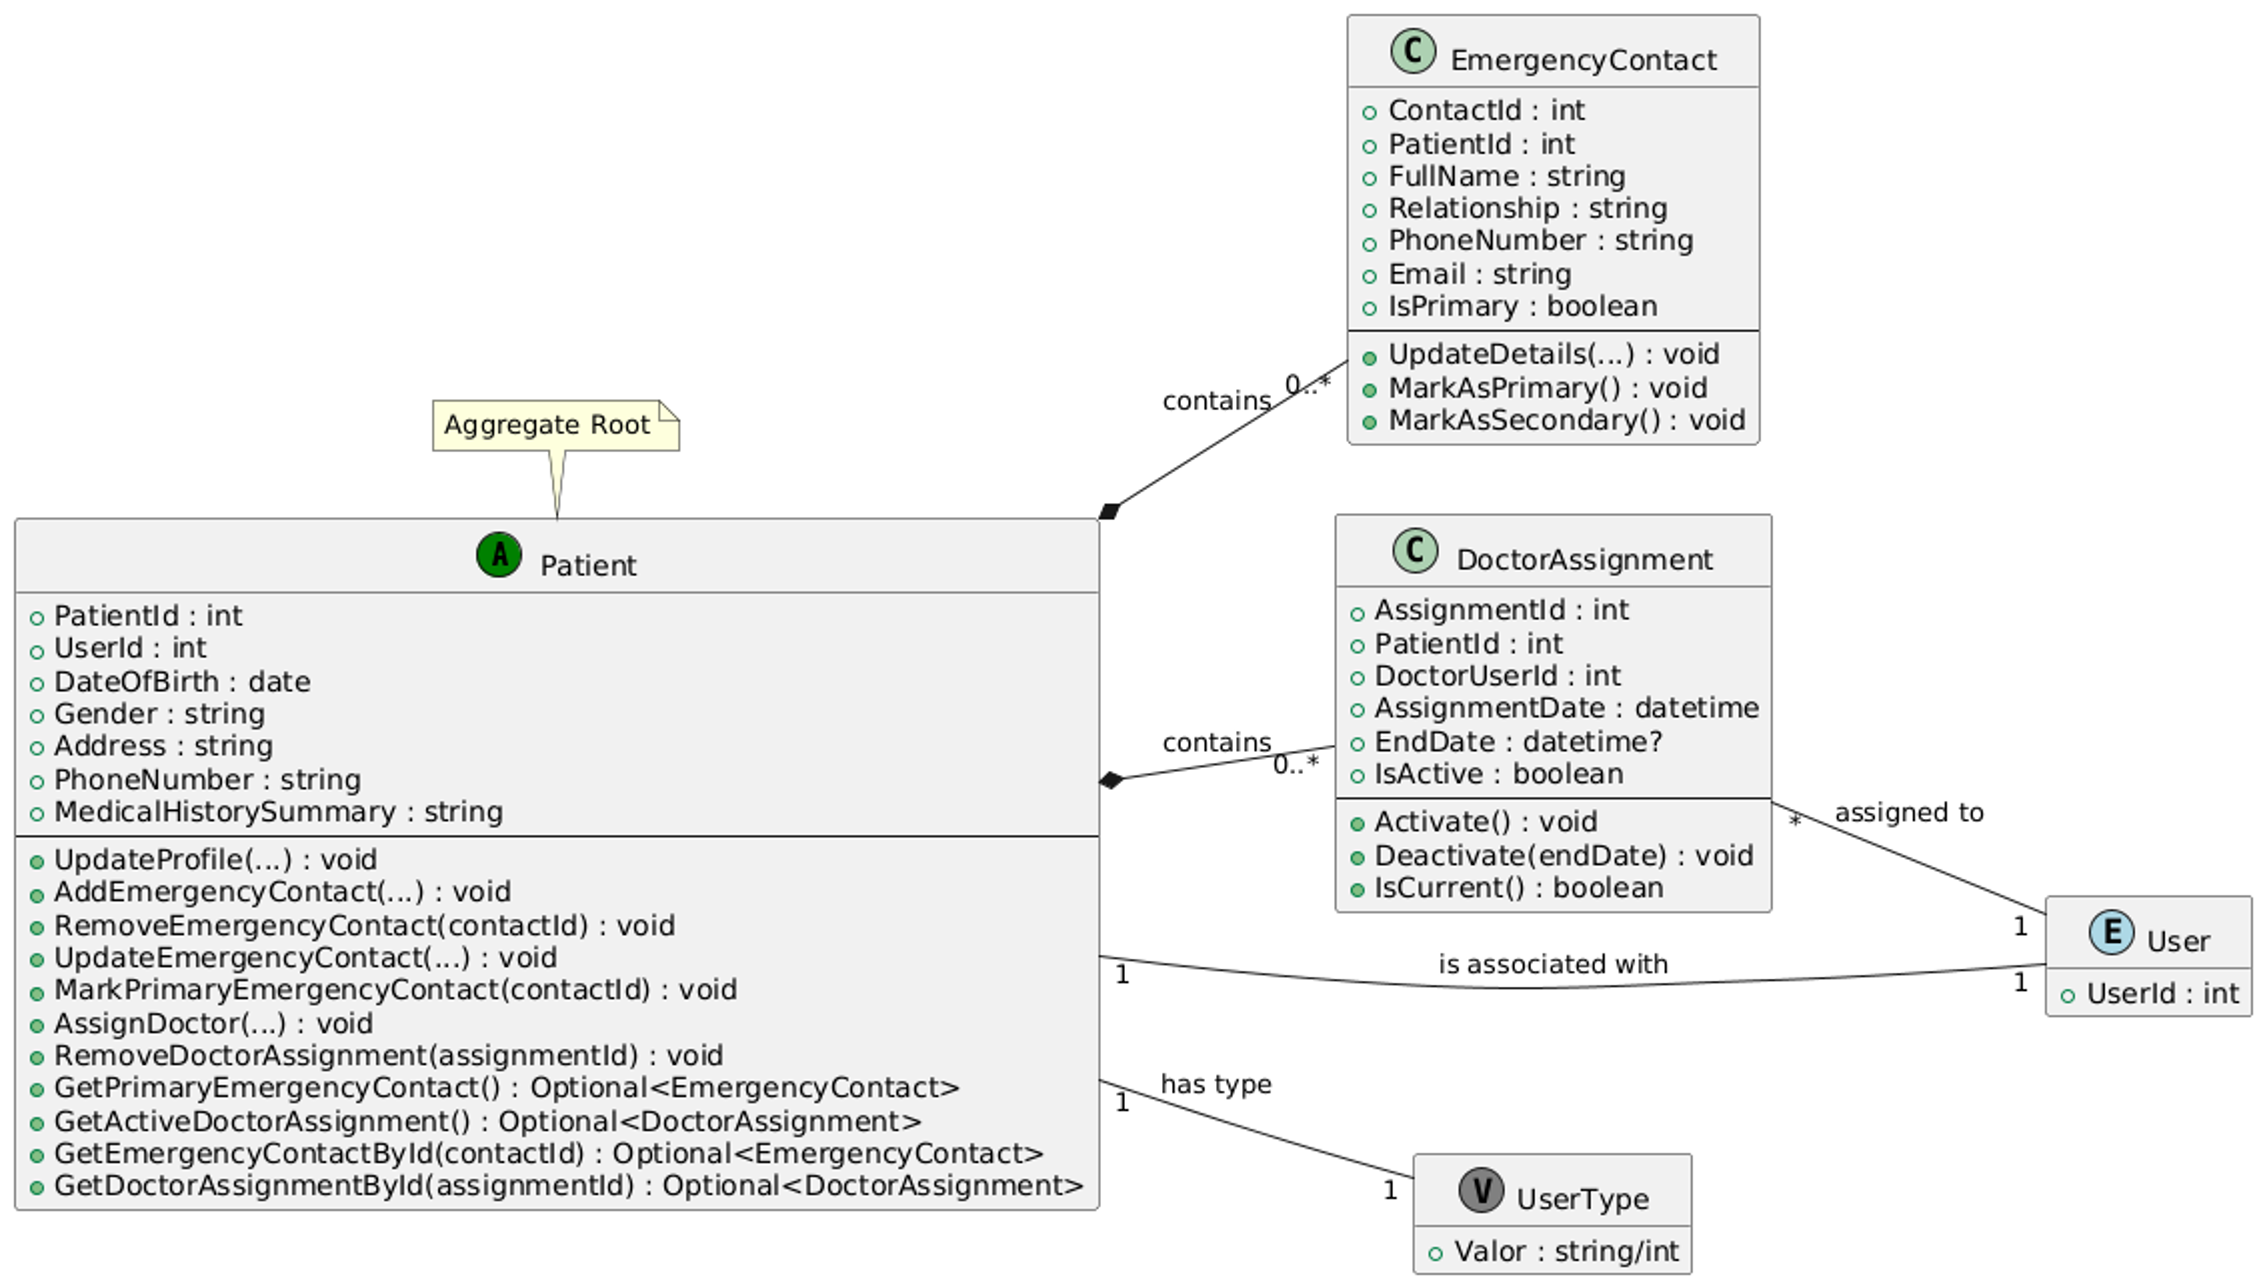 C EmergencyContact
ContactId : int
PatientId : int
FullName : string
Relationship : string
PhoneNumber : string
Email : string
IsPrimary : boolean
UpdateDetails(...) : void
MarkAsPrimary() : void
MarkAsSecondary() : void
contains
0..*
Aggregate Root
A Patient
PatientId : int
UserId : int
DateOfBirth : date
Gender : string
Address : string
PhoneNumber : string
MedicalHistorySummary : string
UpdateProfile(...) : void
AddEmergencyContact(...) : void
RemoveEmergencyContact(contactId) : void
UpdateEmergencyContact(...) : void
MarkPrimaryEmergencyContact(contactId) : void
AssignDoctor(...) : void
RemoveDoctorAssignment(assignmentId) : void
GetPrimaryEmergencyContact() : Optional<EmergencyContact>
GetActiveDoctorAssignment() : Optional<DoctorAssignment>
GetEmergencyContactById(contactId) : Optional<EmergencyContact>
GetDoctorAssignmentById(assignmentId) : Optional<DoctorAssignment>
contains
0..*
C DoctorAssignment
AssignmentId : int
PatientId : int
DoctorUserId : int
AssignmentDate : datetime
EndDate : datetime?
IsActive : boolean
Activate() : void
Deactivate(endDate) : void
IsCurrent() : boolean
* assigned to
1
1 is associated with 1
E User
UserId : int
has type
1
1
V UserType
Valor : string/int